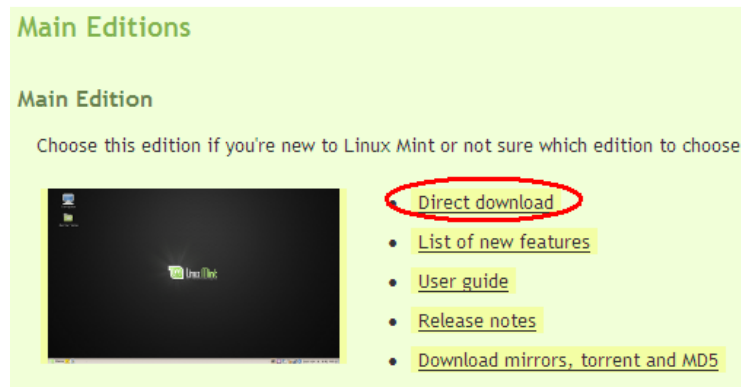 Main Editions
Main Edition
Choose this edition if you're new to Linux Mint or not sure which edition to choose
Linux Mint
Direct download
List of new features
User guide
Release notes
Download mirrors, torrent and MD5